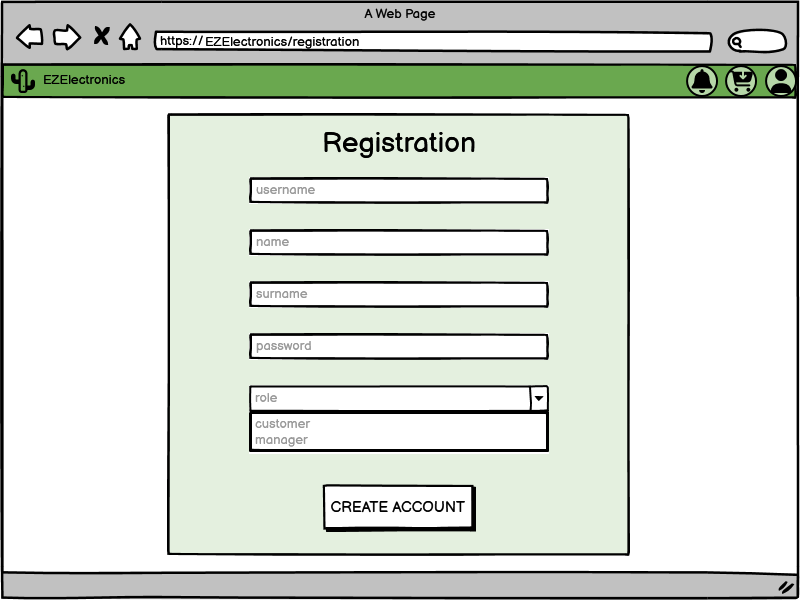 A Web Page
https:// EZElectronics/registration
EZElectronics
Registration
username
name
surname
password
role
customer
manager
CREATE ACCOUNT